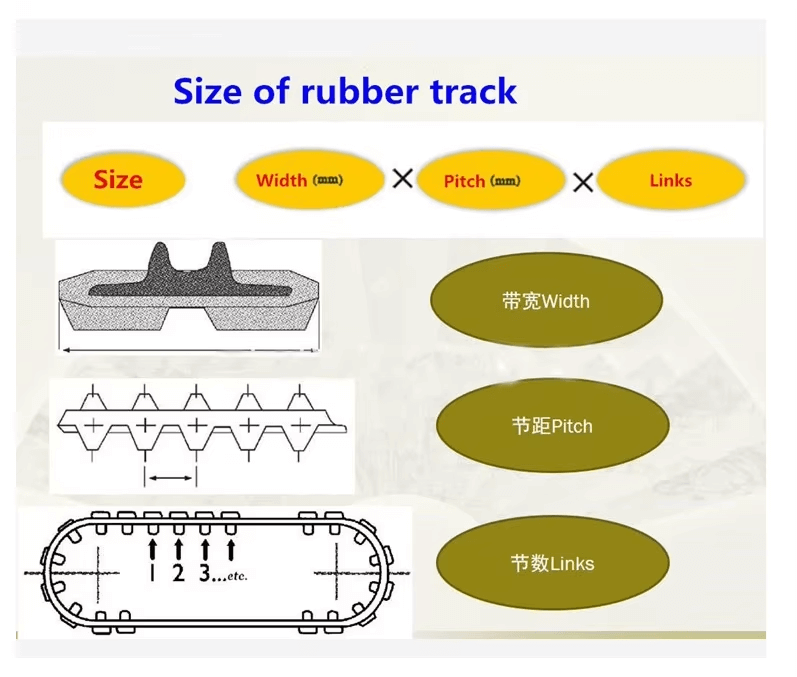 Size of rubber track
Size Width (mm) × Pitch (mm) × Links
带宽Width
节距Pitch
1 2 3...etc.
节数Links